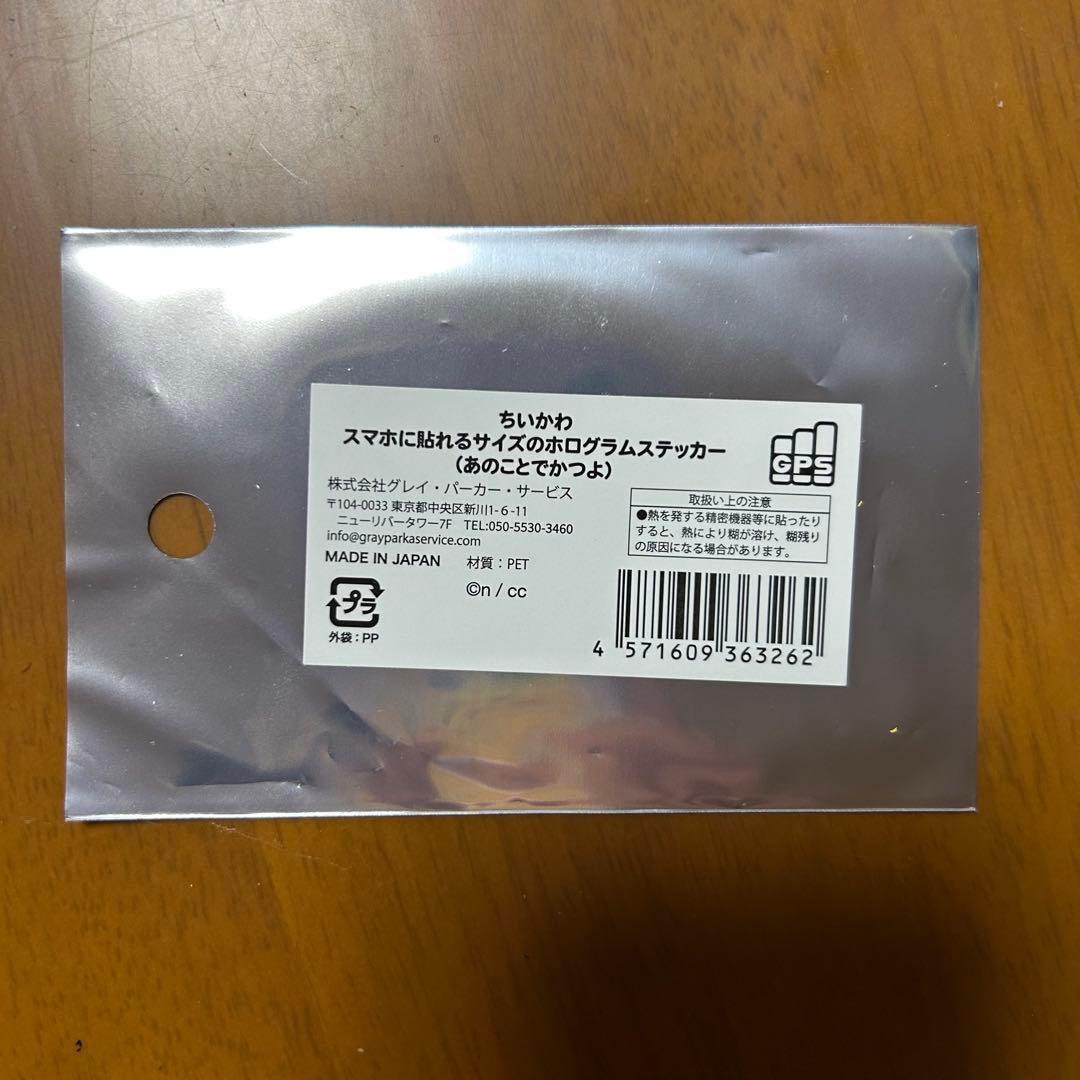 ちいかわ
スマホに貼れるサイズのホログラムステッカー
（あのことでかつよ）
GPS
株式会社グレイ・パーカー・サービス
〒104-0033 東京都中央区新川1-6-11
ニューリバータワー7F TEL:050-5530-3460
info@grayparkaservice.com
MADE IN JAPAN 材質：PET
©n / cc
プラ
外袋：PP
取扱い上の注意
●熱を発する精密機器等に貼ったり
すると、熱により糊が溶け、糊残り
の原因になる場合があります。
4 571609 363262